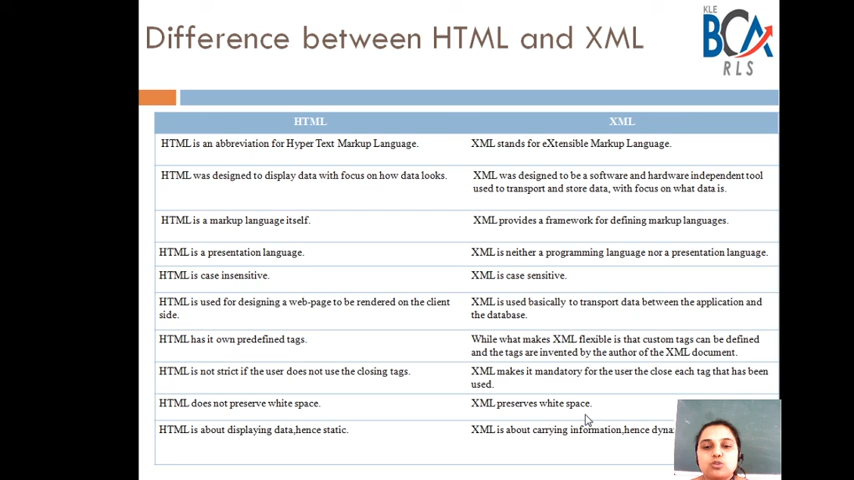 Difference between HTML and XML
KLE
BCA
RLS
HTML
XML
HTML is an abbreviation for Hyper Text Markup Language.
XML stands for eXtensible Markup Language.
HTML was designed to display data with focus on how data looks.
XML was designed to be a software and hardware independent tool
used to transport and store data, with focus on what data is.
HTML is a markup language itself.
XML provides a framework for defining markup languages.
HTML is a presentation language.
XML is neither a programming language nor a presentation language.
HTML is case insensitive.
XML is case sensitive.
HTML is used for designing a web-page to be rendered on the client
side.
XML is used basically to transport data between the application and
the database.
HTML has it own predefined tags.
While what makes XML flexible is that custom tags can be defined
and the tags are invented by the author of the XML document.
HTML is not strict if the user does not use the closing tags.
XML makes it mandatory for the user the close each tag that has been
used.
HTML does not preserve white space.
XML preserves white space.
HTML is about displaying data,hence static.
XML is about carrying information,hence